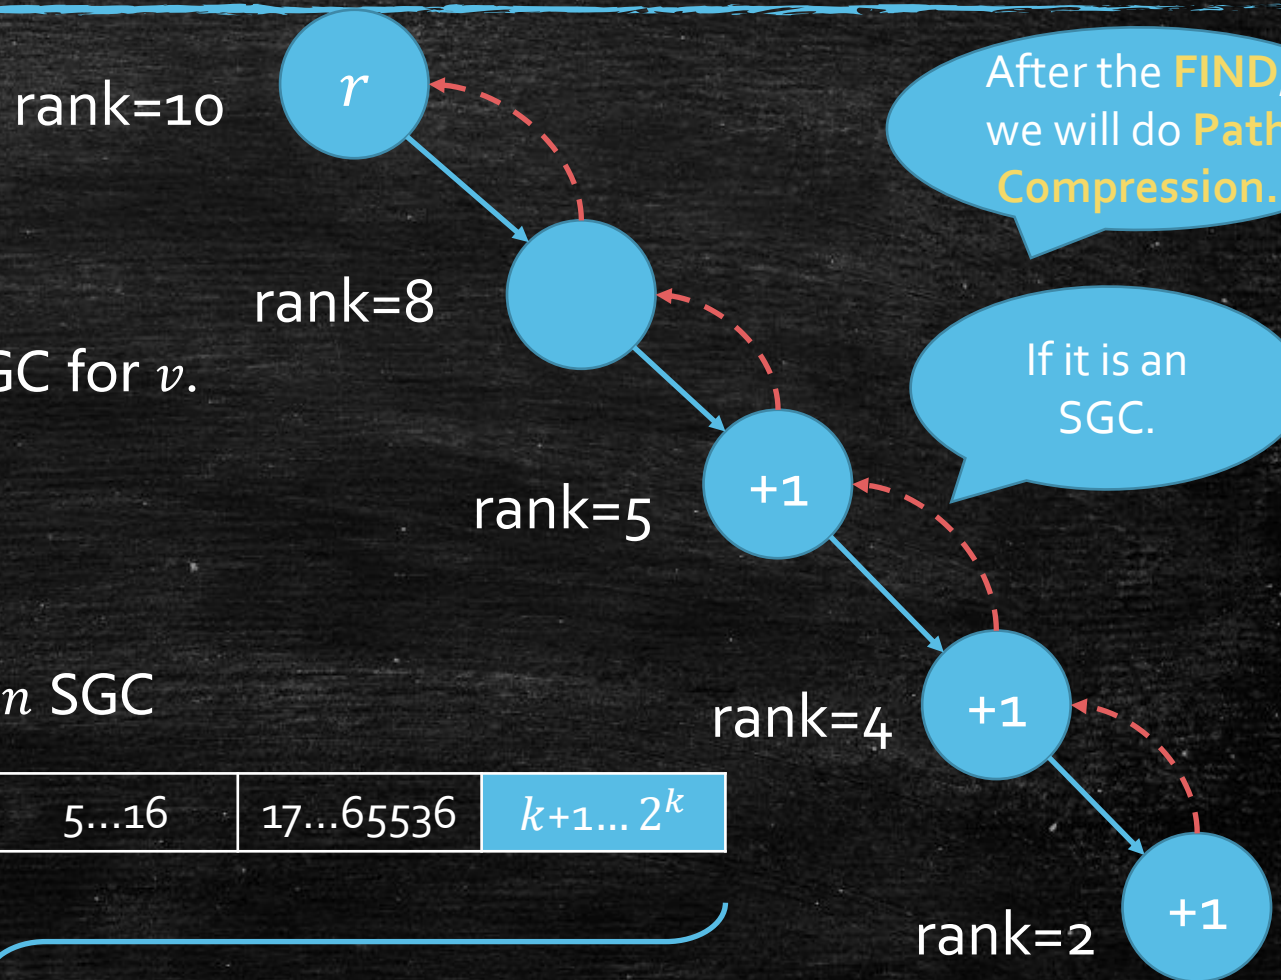 After the FIND,
we will do Path
Compression.
r
rank=10
rank=8
GC for v.
If it is an
SGC.
+1
rank=5
n SGC
+1
rank=4
5...16
17...65536
k+1... 2^k
+1
rank=2